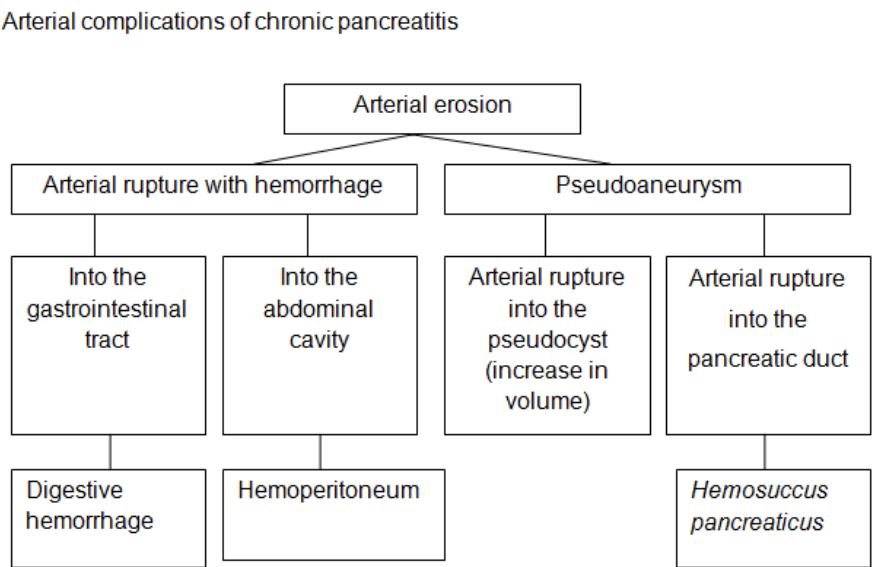 Arterial complications of chronic pancreatitis
Arterial erosion
Arterial rupture with hemorrhage
Pseudoaneurysm
Into the
gastrointestinal
tract
Into the
abdominal
cavity
Arterial rupture
into the
pseudocyst
(increase in
volume)
Arterial rupture
into the
pancreatic duct
Digestive
hemorrhage
Hemoperitoneum
Hemosuccus
pancreaticus